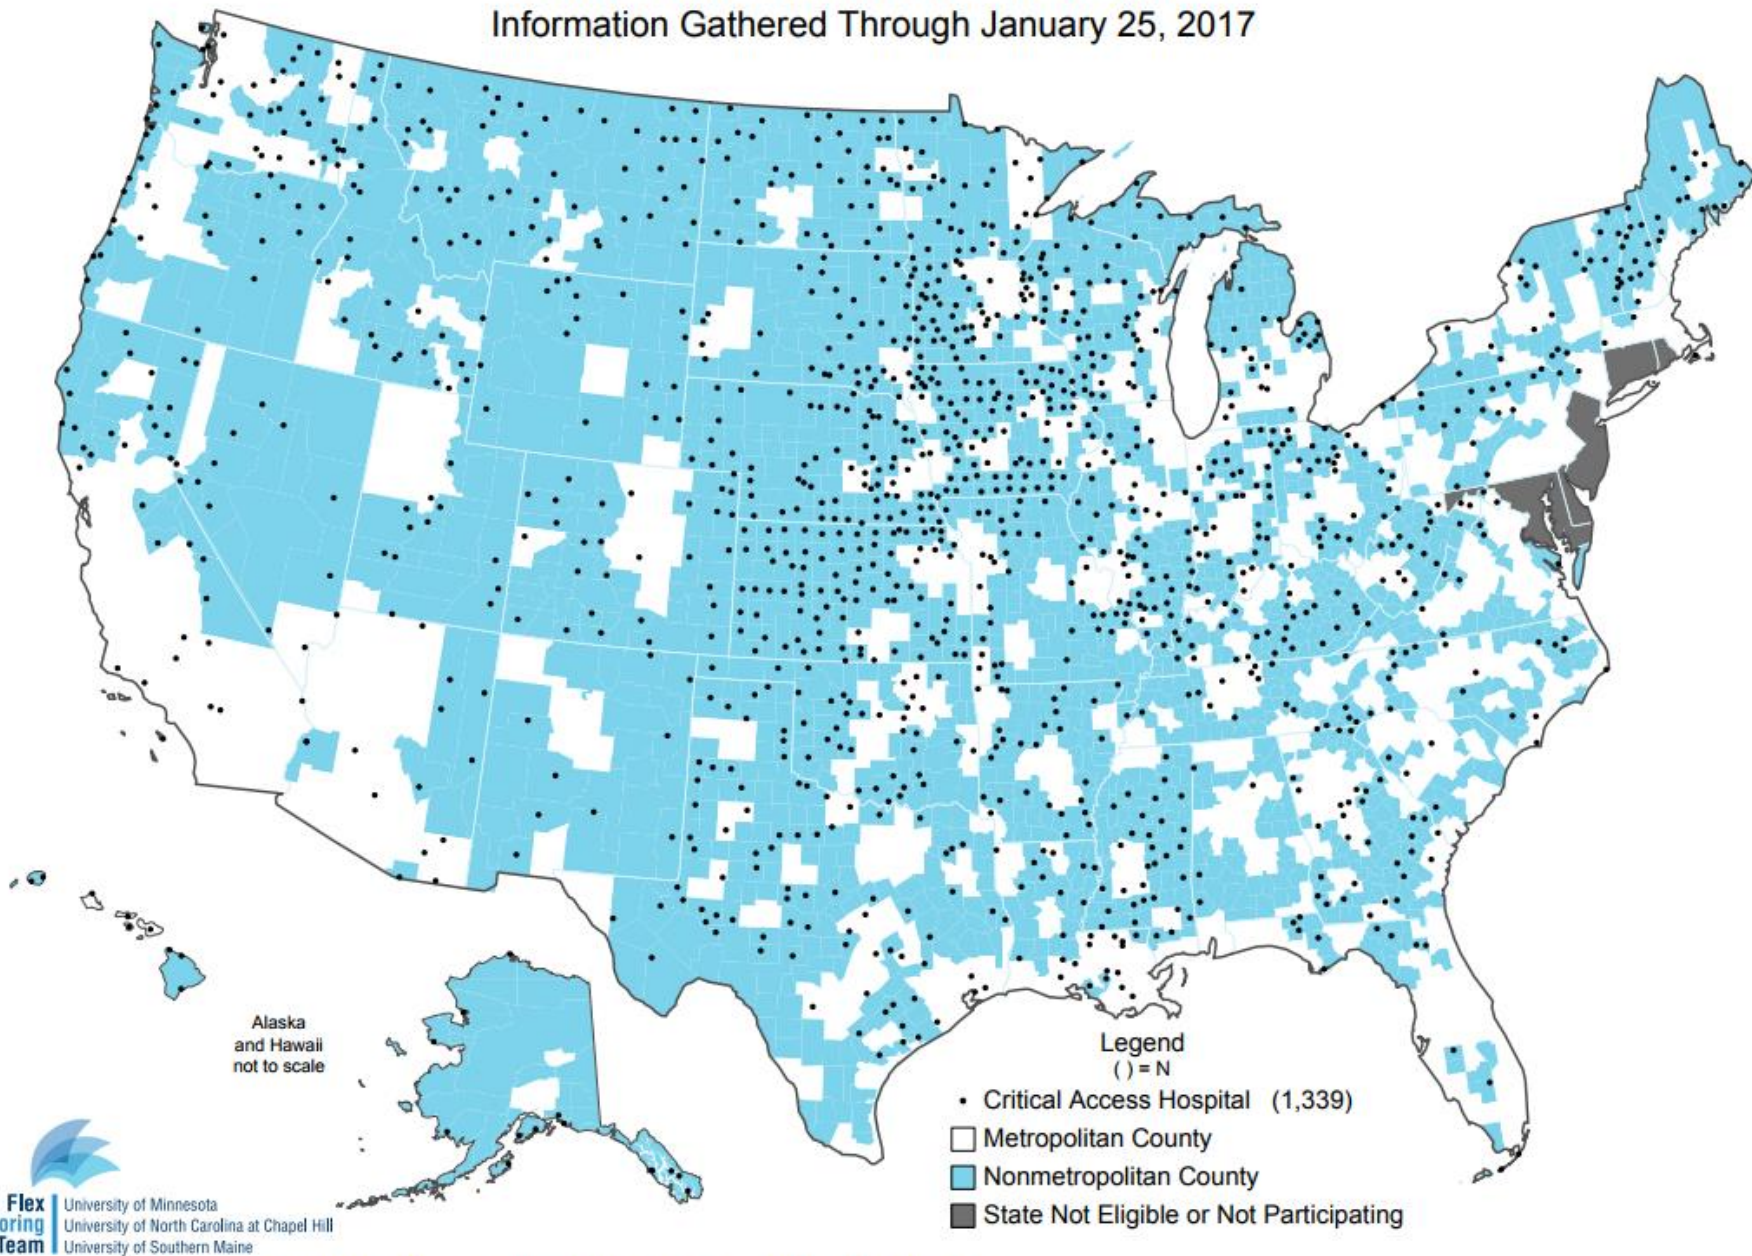 Information Gathered Through January 25, 2017
Alaska
and Hawaii
not to scale
Legend
( ) = N
Critical Access Hospital (1,339)
Metropolitan County
Nonmetropolitan County
State Not Eligible or Not Participating
Flex
oring
Team
University of Minnesota
University of North Carolina at Chapel Hill
University of Southern Maine